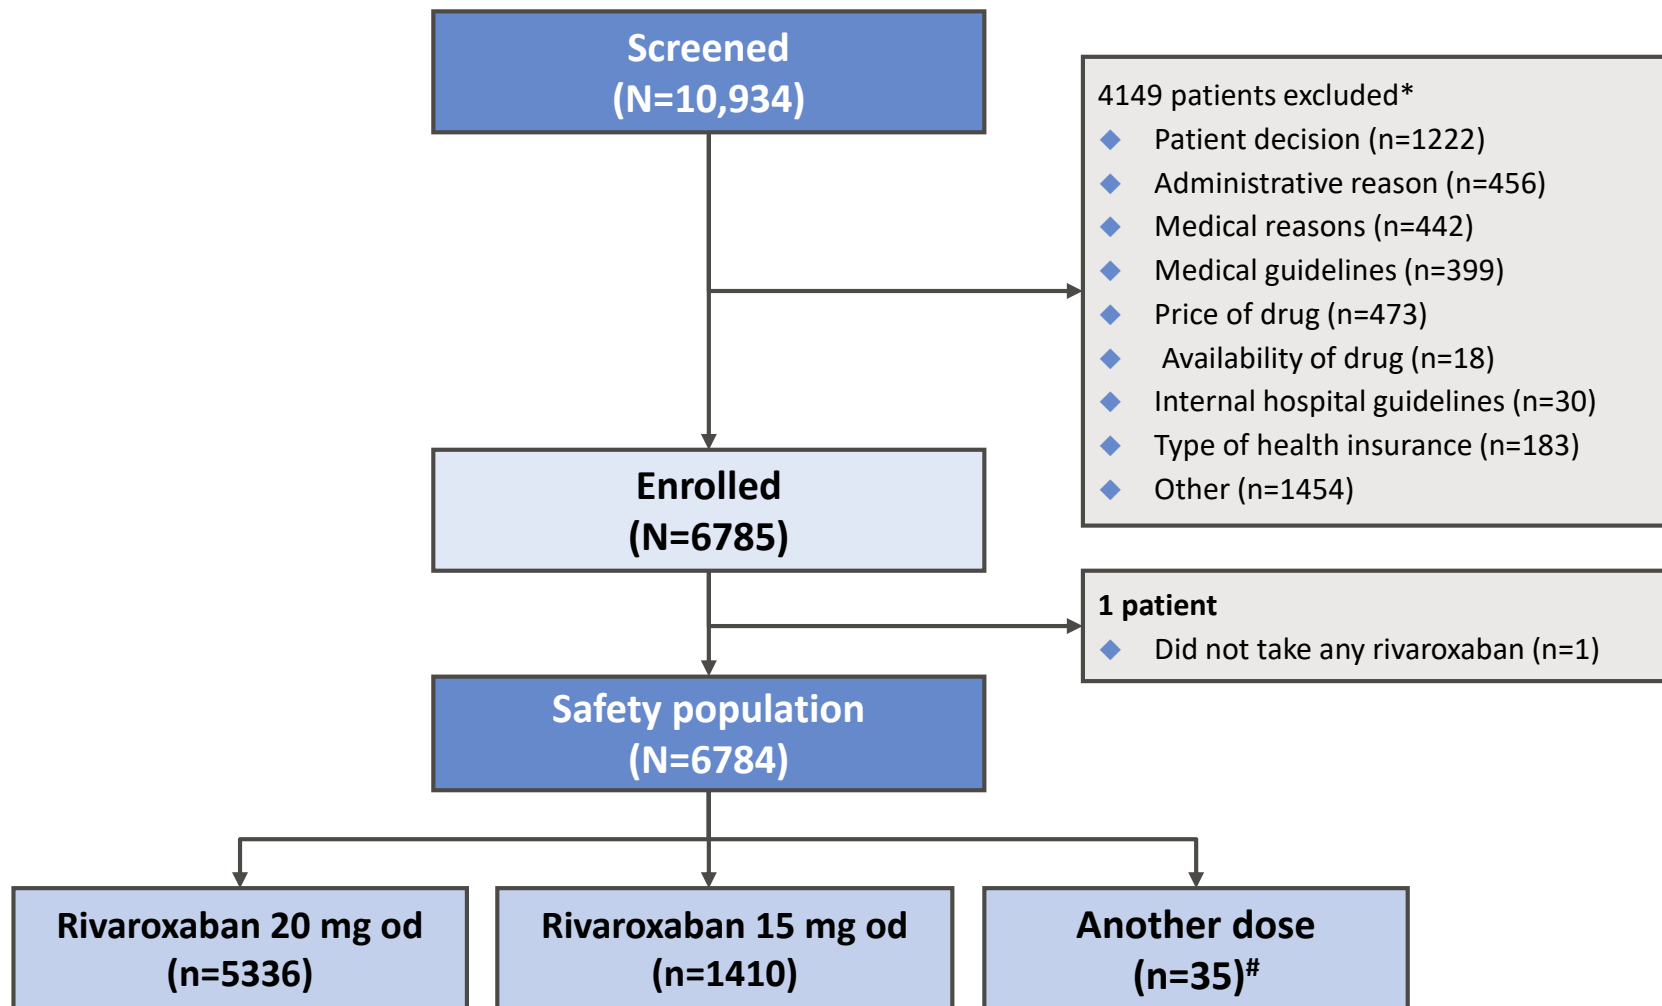 Screened
(N=10,934)
4149 patients excluded*
◆ Patient decision (n=1222)
◆ Administrative reason (n=456)
◆ Medical reasons (n=442)
◆ Medical guidelines (n=399)
◆ Price of drug (n=473)
◆ Availability of drug (n=18)
◆ Internal hospital guidelines (n=30)
◆ Type of health insurance (n=183)
◆ Other (n=1454)
Enrolled
(N=6785)
1 patient
◆ Did not take any rivaroxaban (n=1)
Safety population
(N=6784)
Rivaroxaban 20 mg od
(n=5336)
Rivaroxaban 15 mg od
(n=1410)
Another dose
(n=35)#